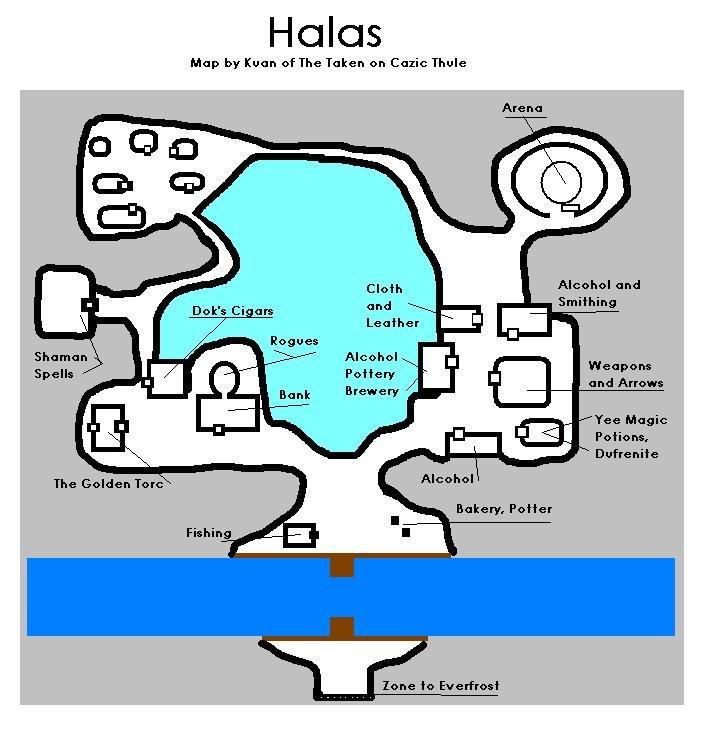 Halas
Map by Kuan of The Taken on Cazic Thule
Arena
Alcohol and
Smithing
Cloth
and
Leather
Dok's Cigars
Rogues
Shaman
Spells
Alcohol
Pottery
Brewery
Weapons
and Arrows
Bank
Yee Magic
Potions,
Dufrenite
The Golden Torc
Alcohol
Bakery, Potter
Fishing
Zone to Everfrost